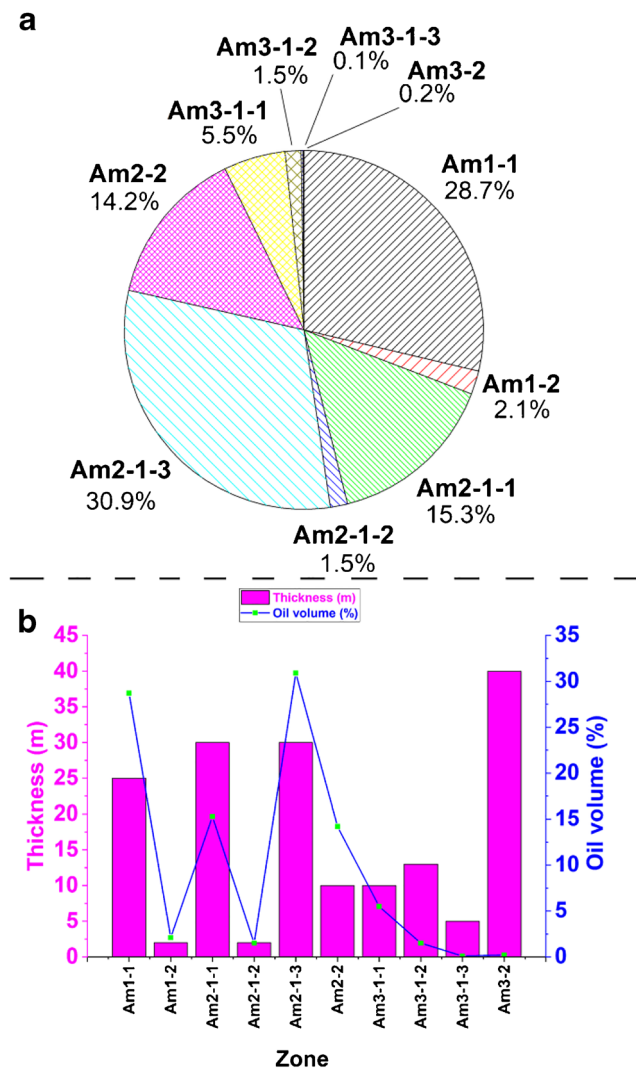 a
Am3-1-3
0.1%
Am3-1-2
1.5%
Am3-2
0.2%
Am3-1-1
5.5%
Am1-1
28.7%
Am2-2
14.2%
Am1-2
2.1%
Am2-1-3
30.9%
Am2-1-1
15.3%
Am2-1-2
1.5%
b
Thickness (m)
Oil volume (%)
45
40
35
30
25
20
15
10
5
0
Thickness (m)
35
30
25
20
15
10
5
0
Oil volume (%)
Am1-1
Am1-2
Am2-1-1
Am2-1-2
Am2-1-3
Am2-2
Am3-1-1
Am3-1-2
Am3-1-3
Am3-2
Zone